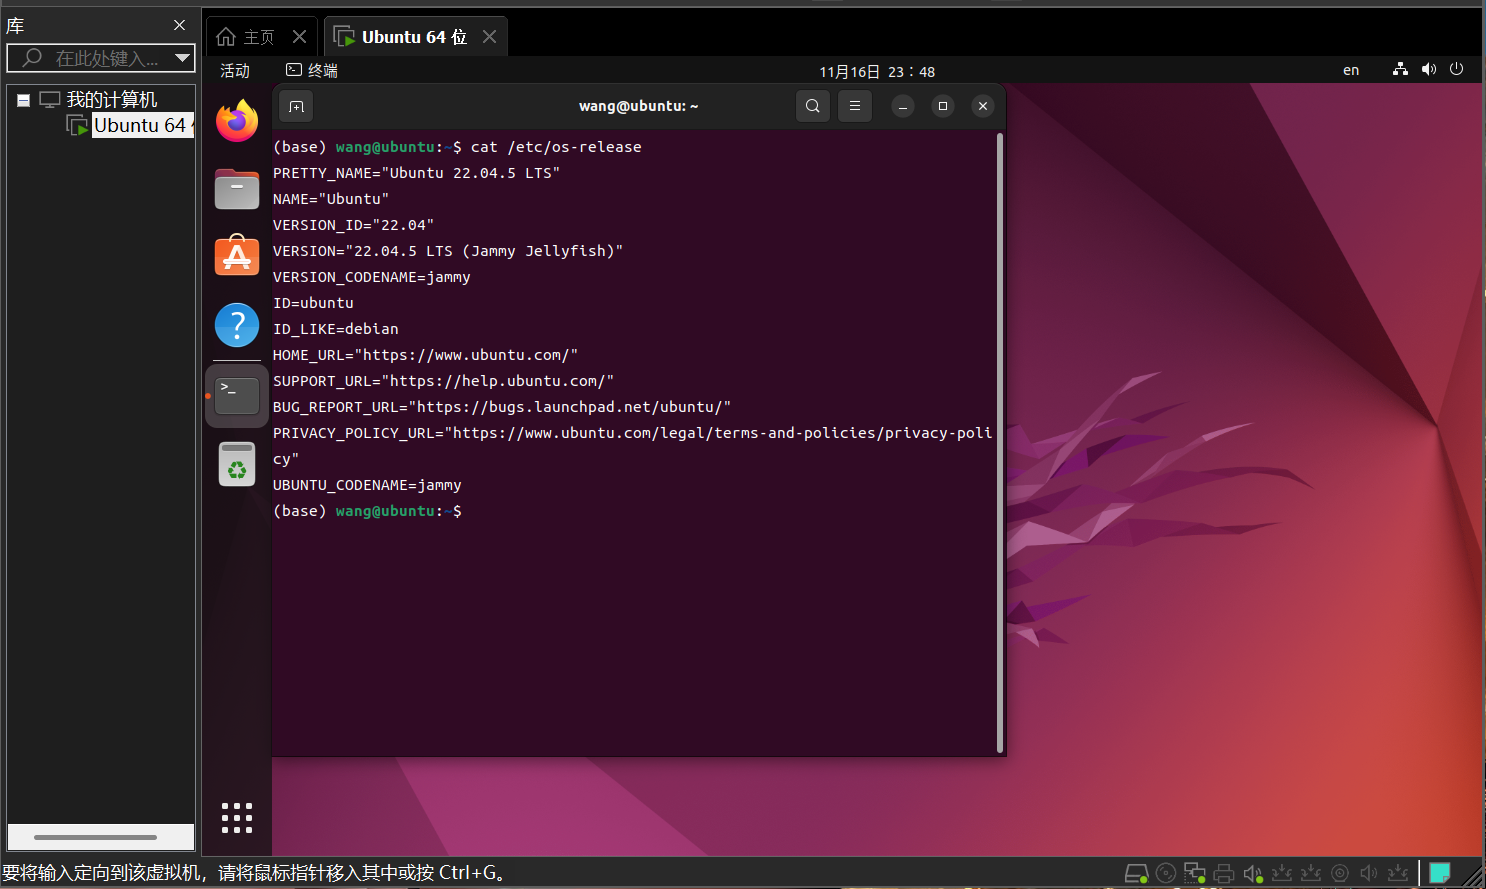 库
主页
Ubuntu 64 位
在此处键入...
活动
终端
11月16日 23：48
en
我的计算机
Ubuntu 64
wang@ubuntu: ~
(base) wang@ubuntu:~$ cat /etc/os-release
PRETTY_NAME="Ubuntu 22.04.5 LTS"
NAME="Ubuntu"
VERSION_ID="22.04"
VERSION="22.04.5 LTS (Jammy Jellyfish)"
VERSION_CODENAME=jammy
ID=ubuntu
ID_LIKE=debian
HOME_URL="https://www.ubuntu.com/"
SUPPORT_URL="https://help.ubuntu.com/"
BUG_REPORT_URL="https://bugs.launchpad.net/ubuntu/"
PRIVACY_POLICY_URL="https://www.ubuntu.com/legal/terms-and-policies/privacy-poli
cy"
UBUNTU_CODENAME=jammy
(base) wang@ubuntu:~$
要将输入定向到该虚拟机，请将鼠标指针移入其中或按 Ctrl+G。